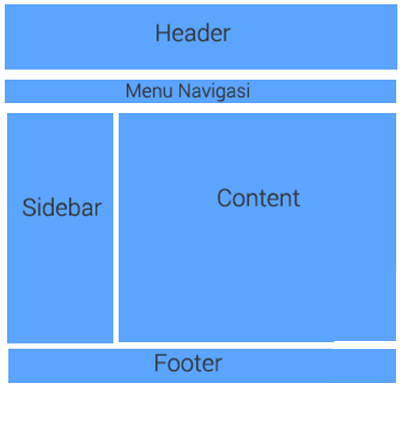 Header
Menu Navigasi
Sidebar
Content
Footer